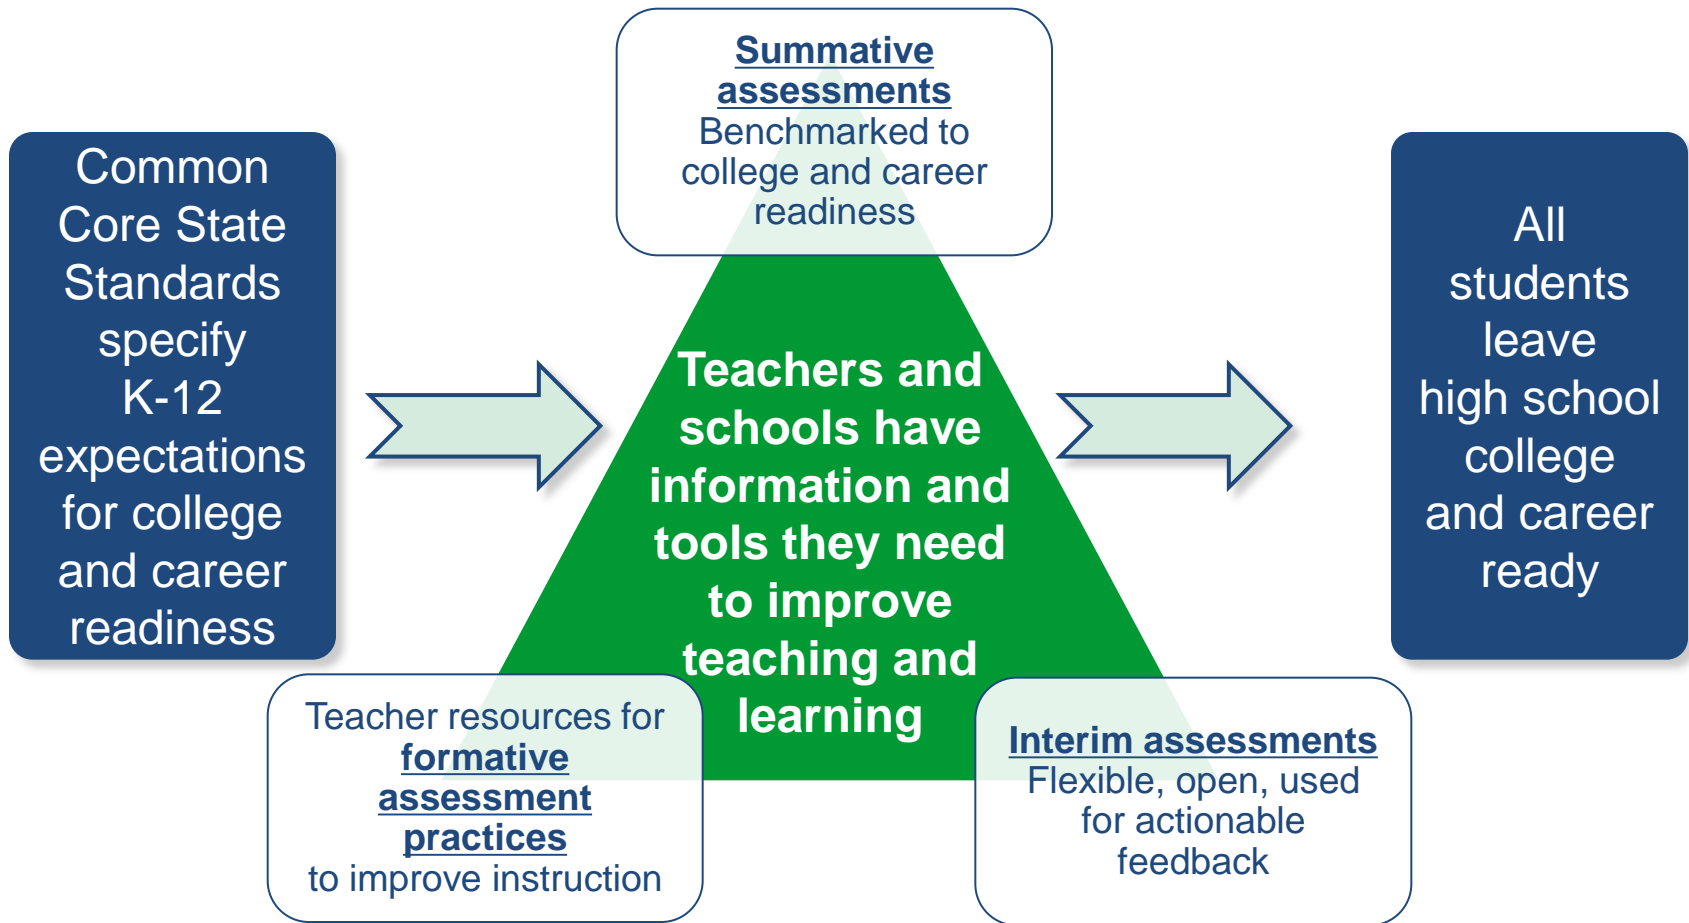 Summative
assessments
Benchmarked to
college and career
readiness
Common
Core State
Standards
specify
K-12
expectations
for college
and career
readiness
Teachers and
schools have
information and
tools they need
to improve
teaching and
learning
All
students
leave
high school
college
and career
ready
Teacher resources for
formative
assessment
practices
to improve instruction
Interim assessments
Flexible, open, used
for actionable
feedback